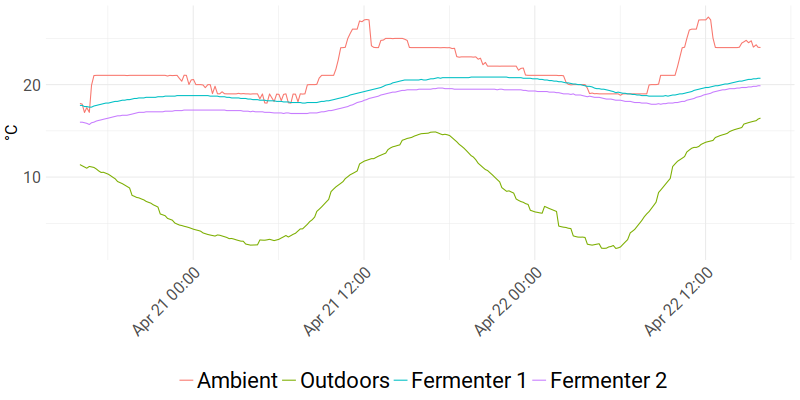 °C
20
10
Apr 21 00:00
Apr 21 12:00
Apr 22 00:00
Apr 22 12:00
Ambient Outdoors Fermenter 1 Fermenter 2